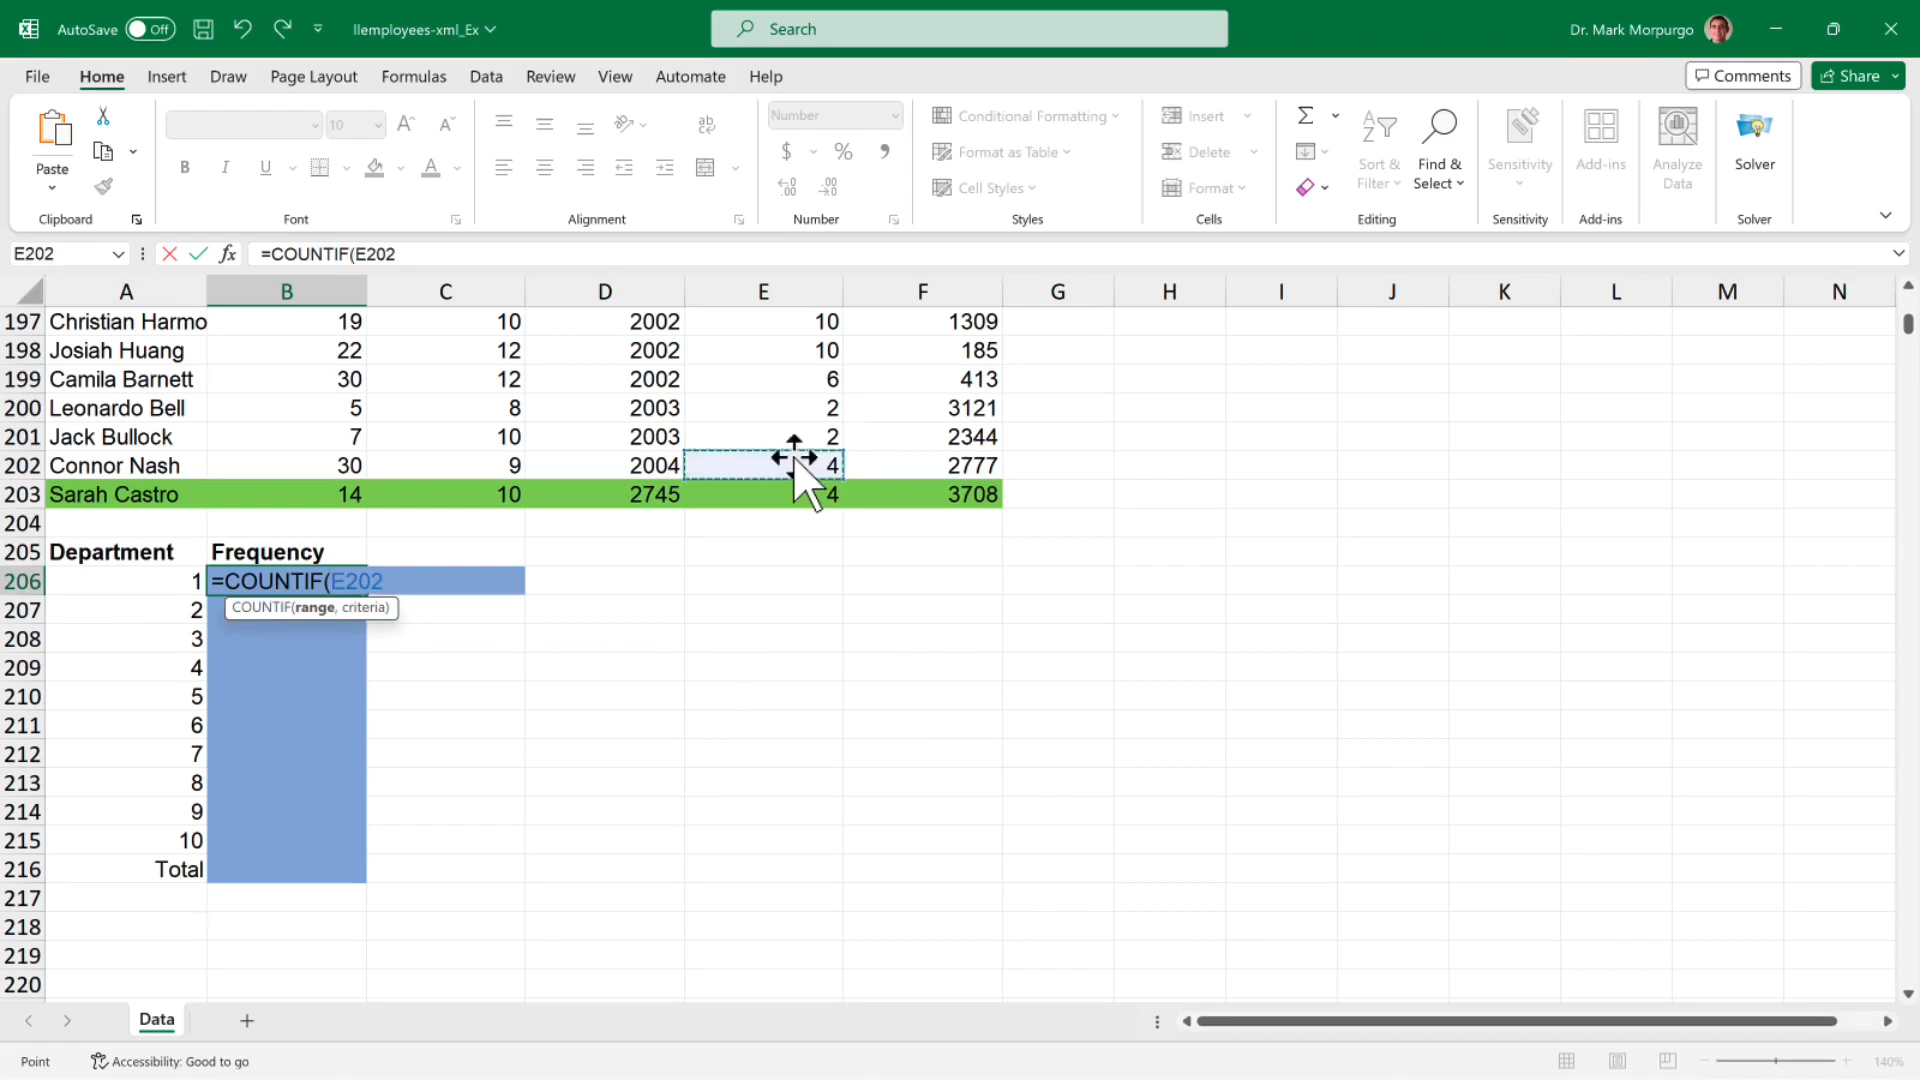 AutoSave Off llemployees-xml_Ex Search Dr. Mark Morpurgo
File Home Insert Draw Page Layout Formulas Data Review View Automate Help Comments Share
Paste
Clipboard
10
B I U A
Font
ab
Alignment
Number
$ % 9
Number
Conditional Formatting
Format as Table
Cell Styles
Styles
Insert
Delete
Format
Cells
Sort & Filter
Find & Select
Editing
Sensitivity
Sensitivity
Add-ins
Add-ins
Analyze Data
Solver
Solver
E202 fx =COUNTIF(E202
A B C D E F G H I J K L M N
197 Christian Harmo 19 10 2002 10 1309
198 Josiah Huang 22 12 2002 10 185
199 Camila Barnett 30 12 2002 6 413
200 Leonardo Bell 5 8 2003 2 3121
201 Jack Bullock 7 10 2003 2 2344
202 Connor Nash 30 9 2004 4 2777
203 Sarah Castro 14 10 2745 4 3708
204
205 Department Frequency
206 1 =COUNTIF(E202
COUNTIF(range, criteria)
207 2
208 3
209 4
210 5
211 6
212 7
213 8
214 9
215 10
216 Total
217
218
219
220
Data
Point Accessibility: Good to go 140%